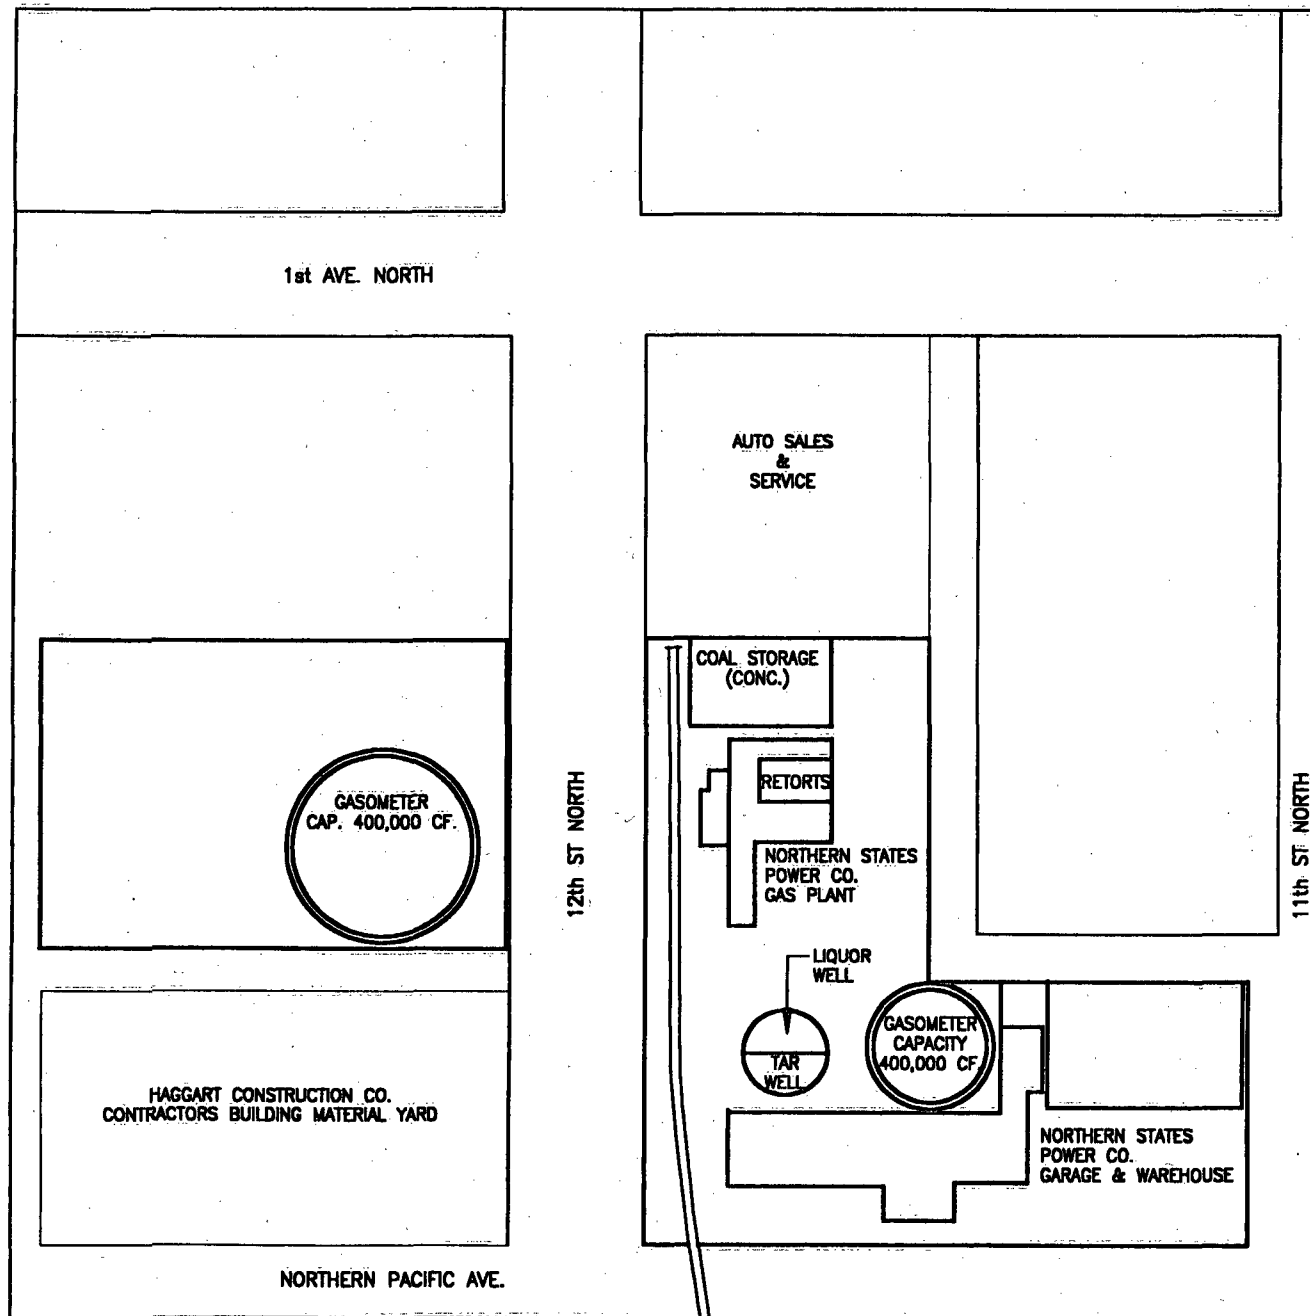 1st AVE. NORTH
AUTO SALES
&
SERVICE
COAL STORAGE
(CONC.)
RETORTS
GASOMETER
CAP. 400,000 CF.
12th ST NORTH
11th ST NORTH
NORTHERN STATES
POWER CO.
GAS PLANT
LIQUOR
WELL
TAR
WELL
GASOMETER
CAPACITY
400,000 CF.
HAGGART CONSTRUCTION CO.
CONTRACTORS BUILDING MATERIAL YARD
NORTHERN STATES
POWER CO.
GARAGE & WAREHOUSE
NORTHERN PACIFIC AVE.